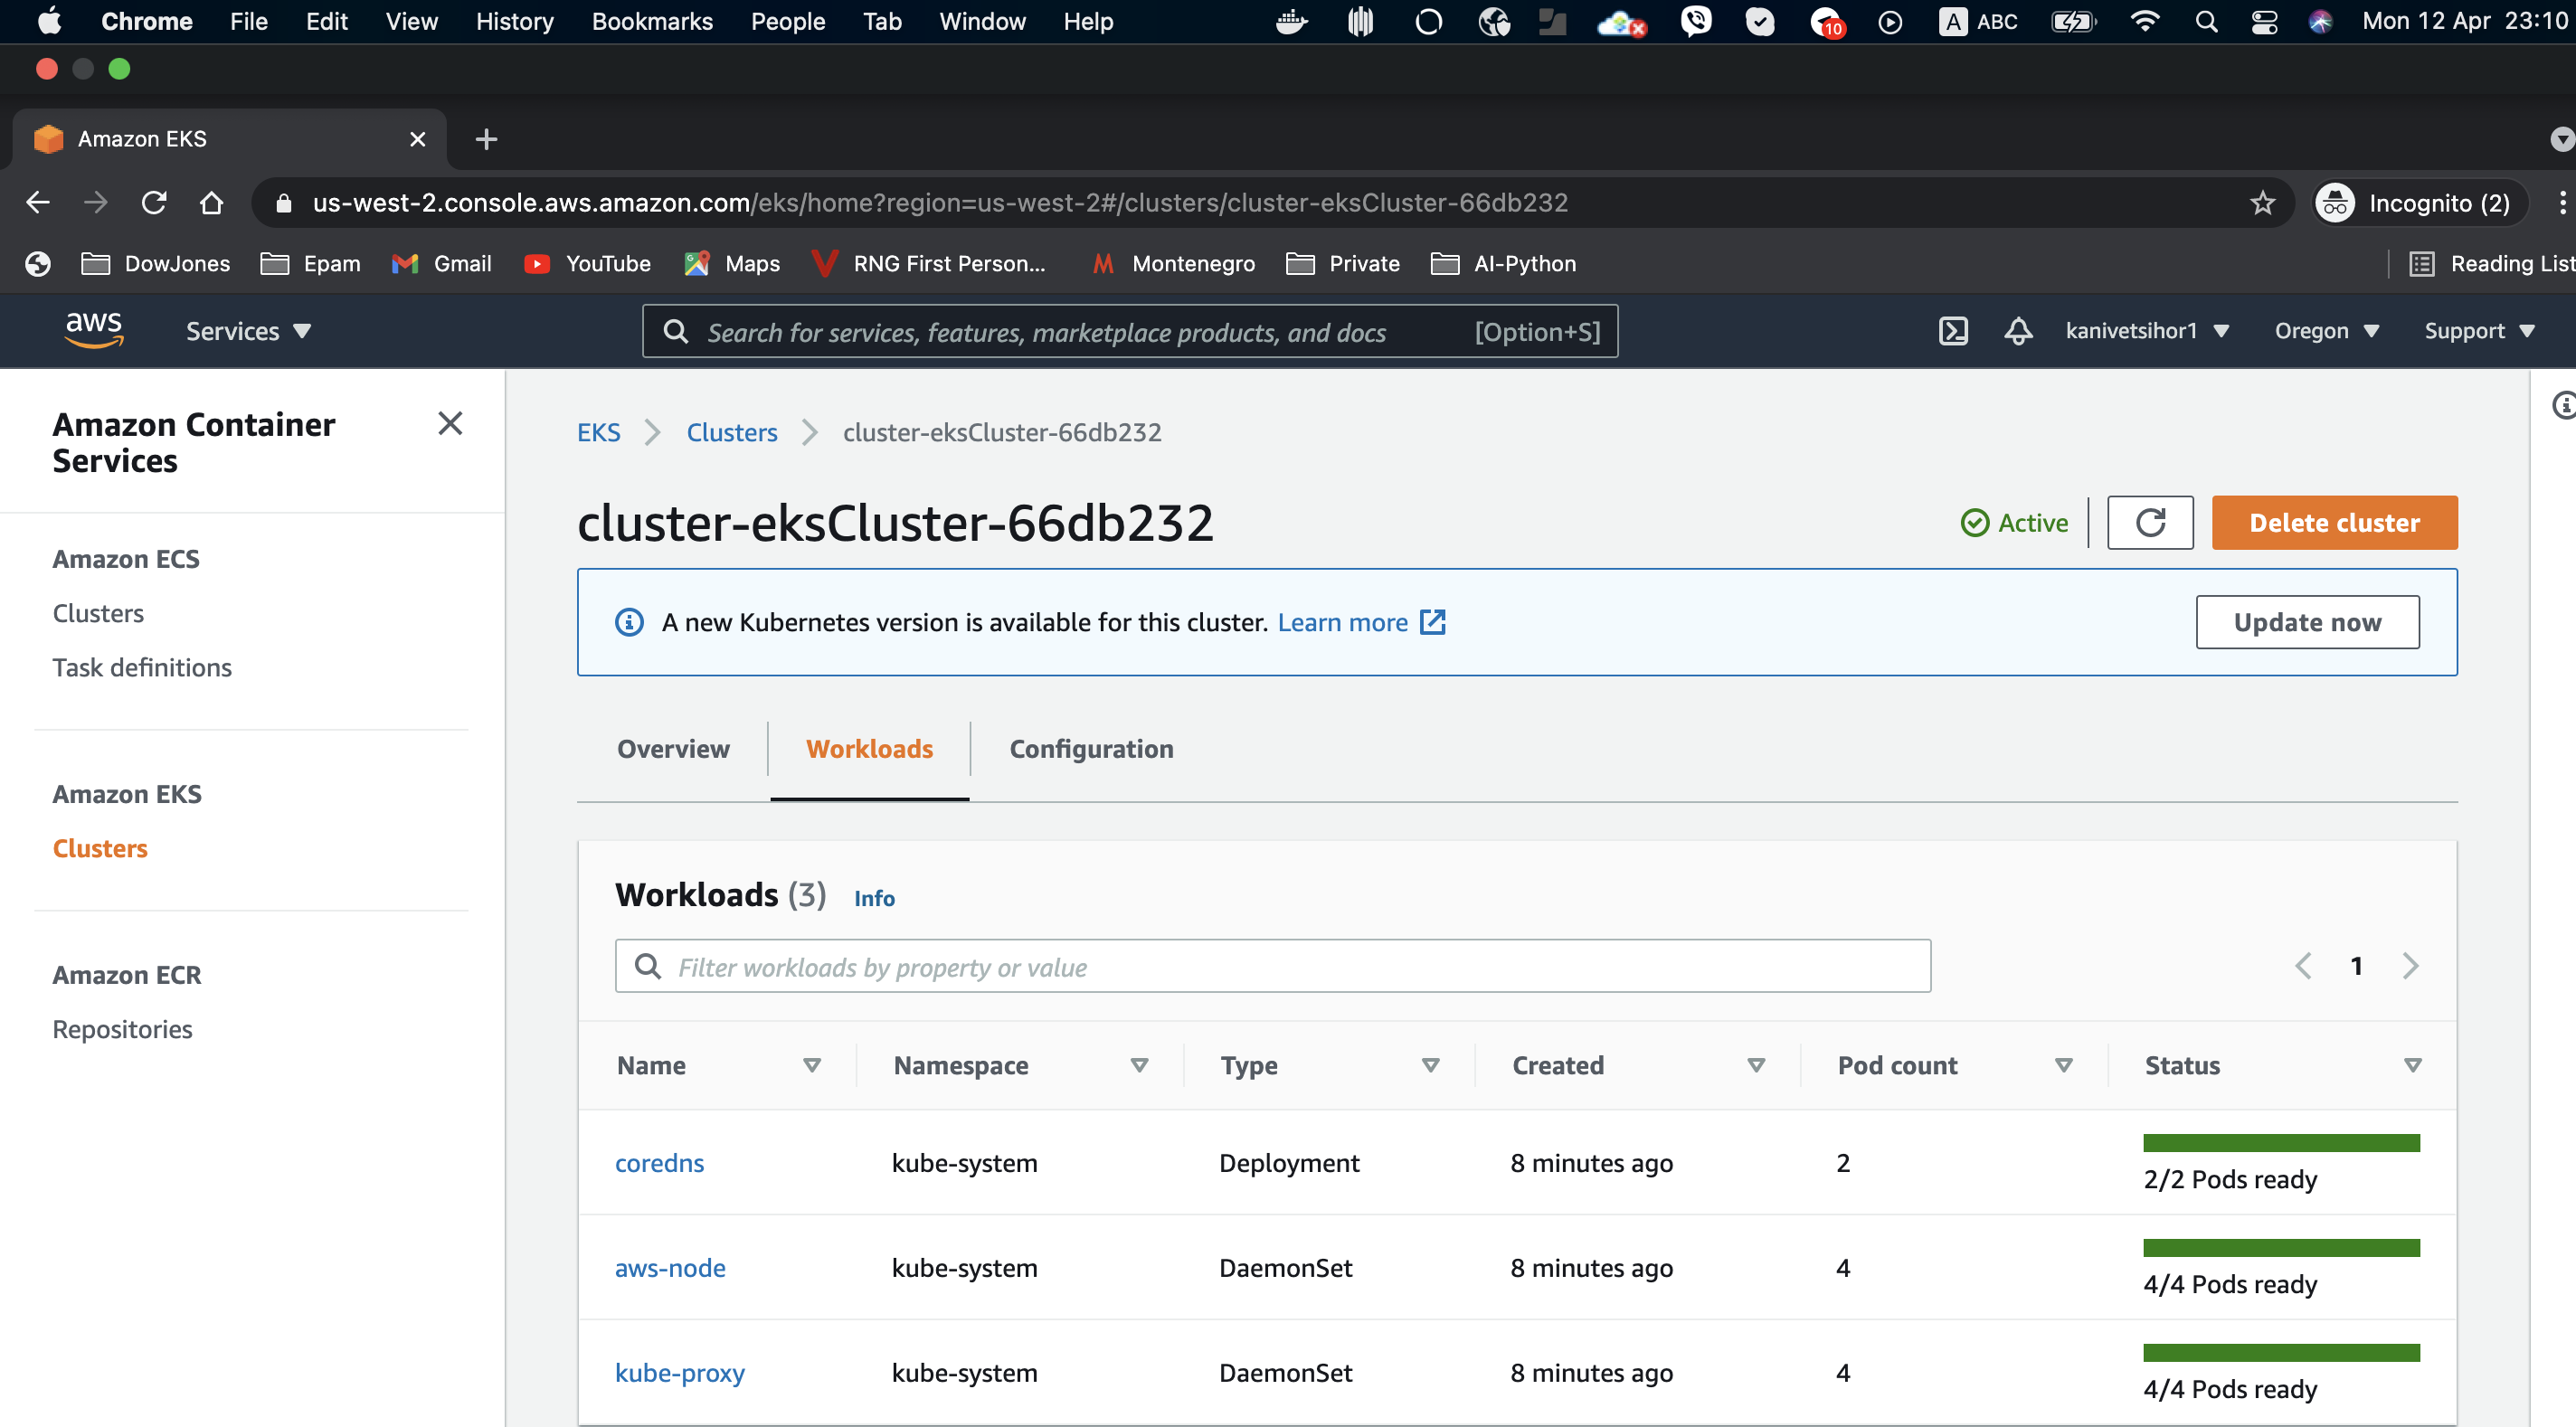 Chrome File Edit View History Bookmarks People Tab Window Help 10 A ABC Mon 12 Apr 23:10
Amazon EKS
us-west-2.console.aws.amazon.com/eks/home?region=us-west-2#/clusters/cluster-eksCluster-66db232 Incognito (2)
DowJones Epam Gmail YouTube Maps RNG First Person... Montenegro Private AI-Python Reading List
aws Services Search for services, features, marketplace products, and docs [Option+S] kanivetsihor1 Oregon Support
Amazon Container
Services
Amazon ECS
Clusters
Task definitions
Amazon EKS
Clusters
Amazon ECR
Repositories
EKS Clusters cluster-eksCluster-66db232
cluster-eksCluster-66db232 Active Delete cluster
A new Kubernetes version is available for this cluster. Learn more Update now
Overview Workloads Configuration
Workloads (3) Info
Filter workloads by property or value 1
Name Namespace Type Created Pod count Status
coredns kube-system Deployment 8 minutes ago 2 2/2 Pods ready
aws-node kube-system DaemonSet 8 minutes ago 4 4/4 Pods ready
kube-proxy kube-system DaemonSet 8 minutes ago 4 4/4 Pods ready